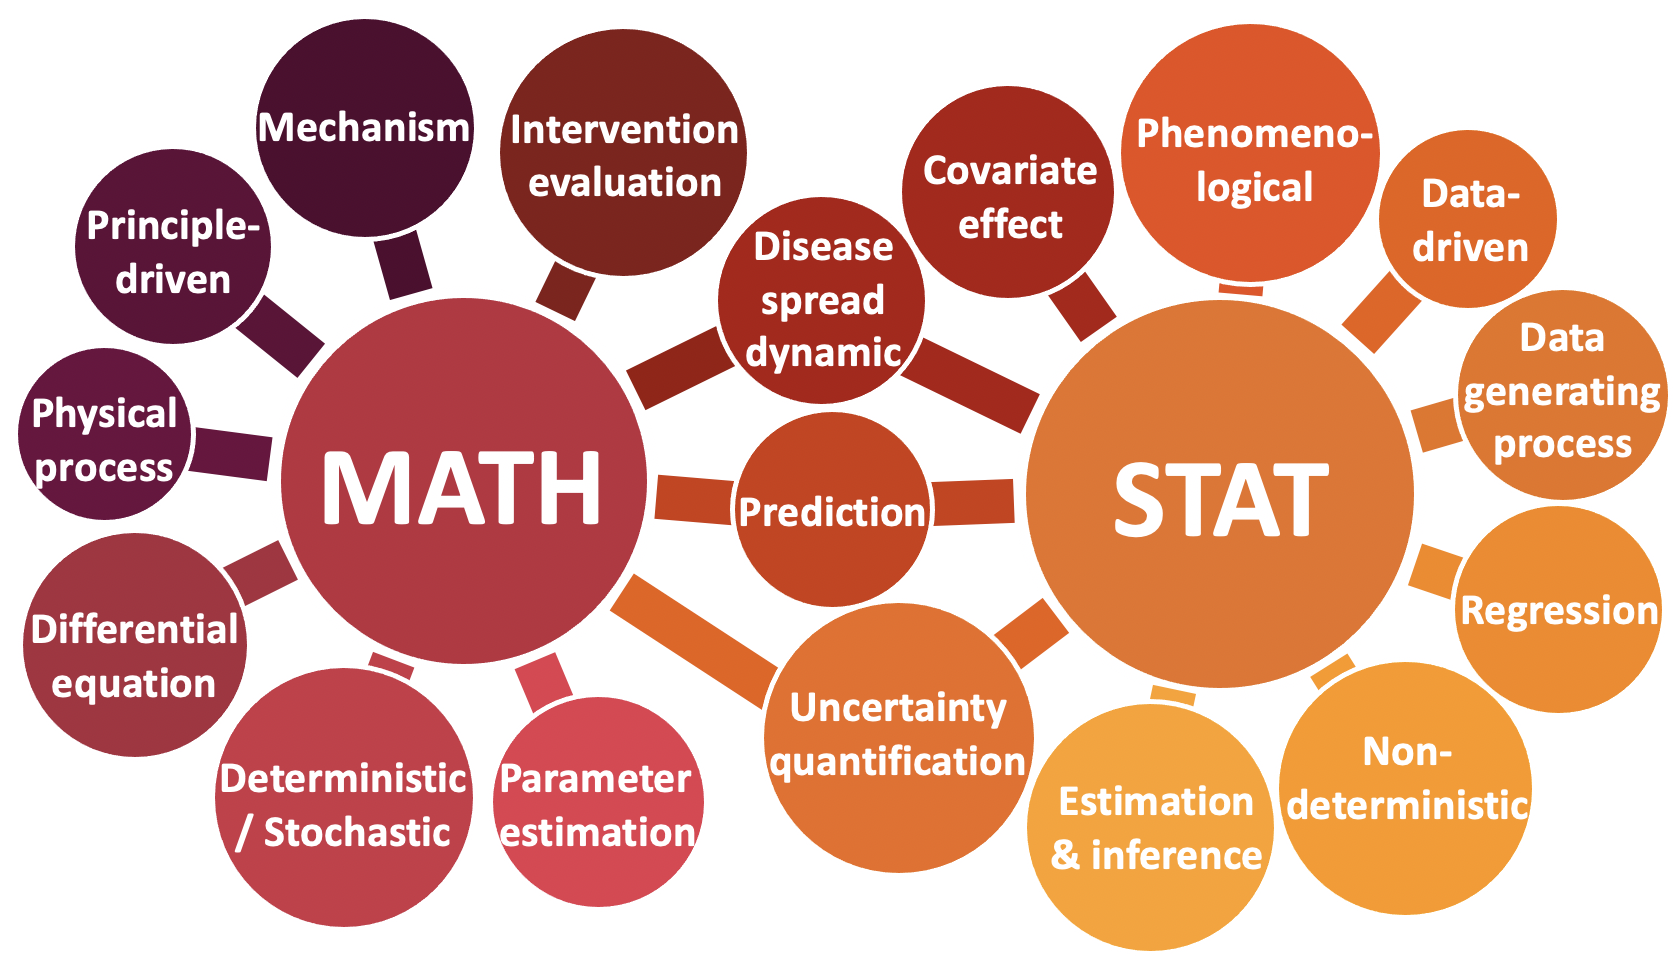 Mechanism
Intervention
evaluation
Principle-
driven
Physical
process
MATH
Differential
equation
Deterministic
/ Stochastic
Parameter
estimation
Disease
spread
dynamic
Prediction
Uncertainty
quantification
Covariate
effect
Phenomeno-
logical
Data-
driven
Data
generating
process
STAT
Regression
Non-
deterministic
Estimation
& inference